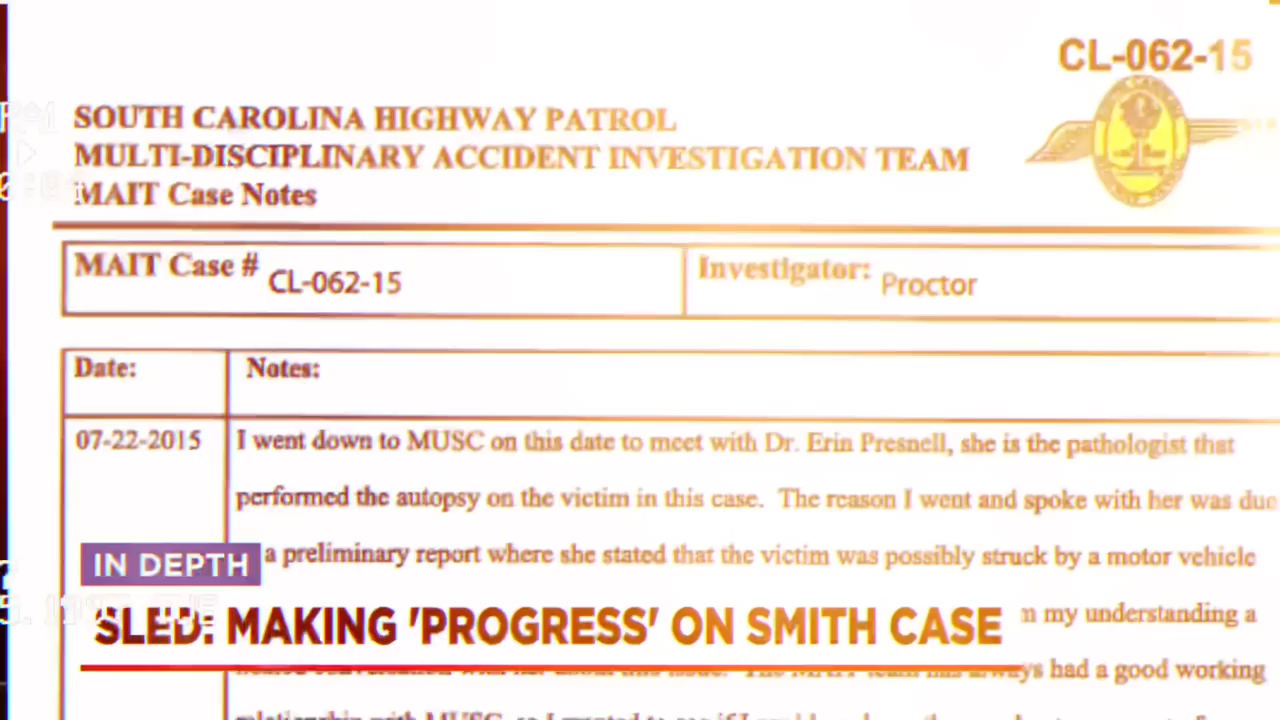 CL-062-15
SOUTH CAROLINA HIGHWAY PATROL
MULTI-DISCIPLINARY ACCIDENT INVESTIGATION TEAM
MAIT Case Notes
MAIT Case # CL-062-15
Investigator: Proctor
Date: Notes:
07-22-2015 I went down to MUSC on this date to meet with Dr. Erin Presnell, she is the pathologist that
performed the autopsy on the victim in this case. The reason I went and spoke with her was due
a preliminary report where she stated that the victim was possibly struck by a motor vehicle
IN DEPTH
my understanding a
SLED: MAKING 'PROGRESS' ON SMITH CASE
had a good working